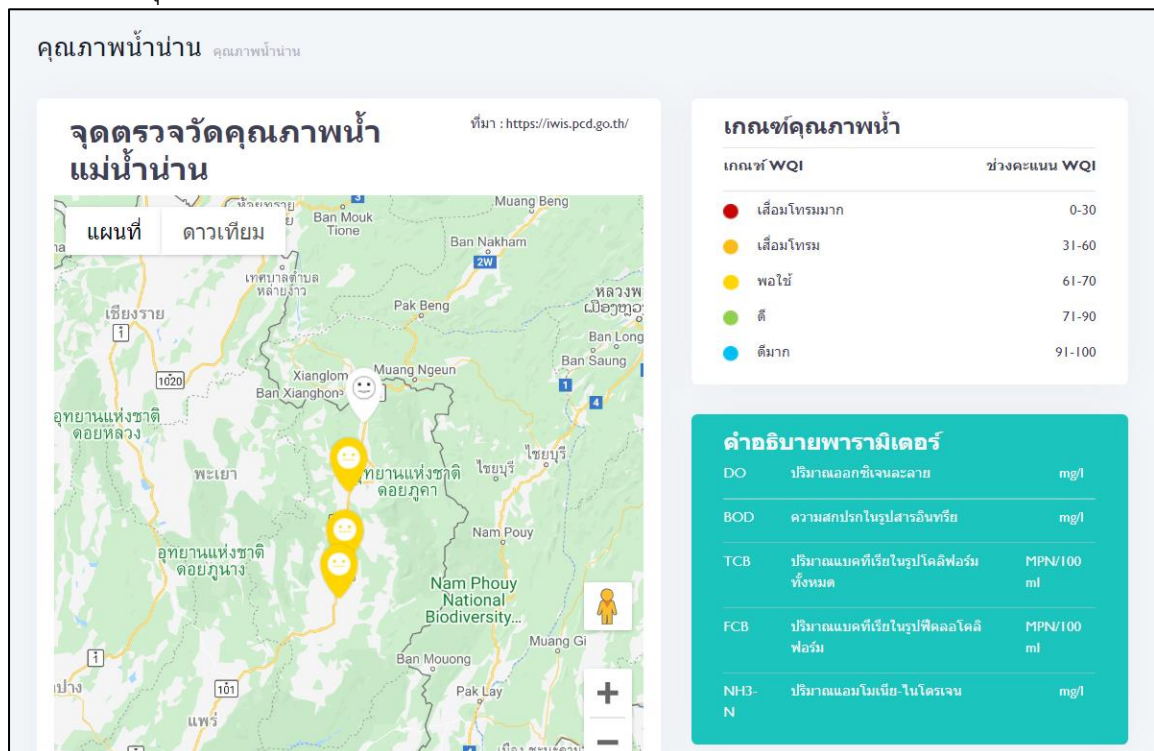 คุณภาพน้ำน่าน คุณภาพน้ำน่าน
จุดตรวจวัดคุณภาพน้ำ
แม่น้ำน่าน
ที่มา : https://iwis.pcd.go.th/
แผนที่ ดาวเทียม
3
Muang Beng
Ban Mouk
Tione
Ban Nakham
2W
เทศบาลตำบล
หล่ายงาว
Pak Beng
หลวงพ
เชียงราย
1
Ban Long
Ban Saung
1020
Xianglom
Muang Ngeun
Ban Xianghon
1
4
อุทยานแห่งชาติ
ดอยหลวง
พะเยา
ทยานแห่งชาติ
ดอยภูคา
ไชยบุรี
ไชยบุรี
Nam Pouy
อุทยานแห่งชาติ
ดอยภูนาง
Nam Phouy
National
Biodiversity...
Muang Gi
1
Ban Mouong
101
Pak Lay
แพร่
+
−
4
เกณฑ์คุณภาพน้ำ
เกณฑ์ WQI ช่วงคะแนน WQI
เสื่อมโทรมมาก 0-30
เสื่อมโทรม 31-60
พอใช้ 61-70
ดี 71-90
ดีมาก 91-100
คำอธิบายพารามิเตอร์
DO ปริมาณออกซิเจนละลาย mg/l
BOD ความสกปรกในรูปสารอินทรีย mg/l
TCB ปริมาณแบคทีเรียในรูปโคลิฟอร์ม MPN/100
ทั้งหมด ml
FCB ปริมาณแบคทีเรียในรูปฟีคลอโคลิ MPN/100
ฟอร์ม ml
NH3- ปริมาณแอมโมเนีย-ไนโตรเจน mg/l
N